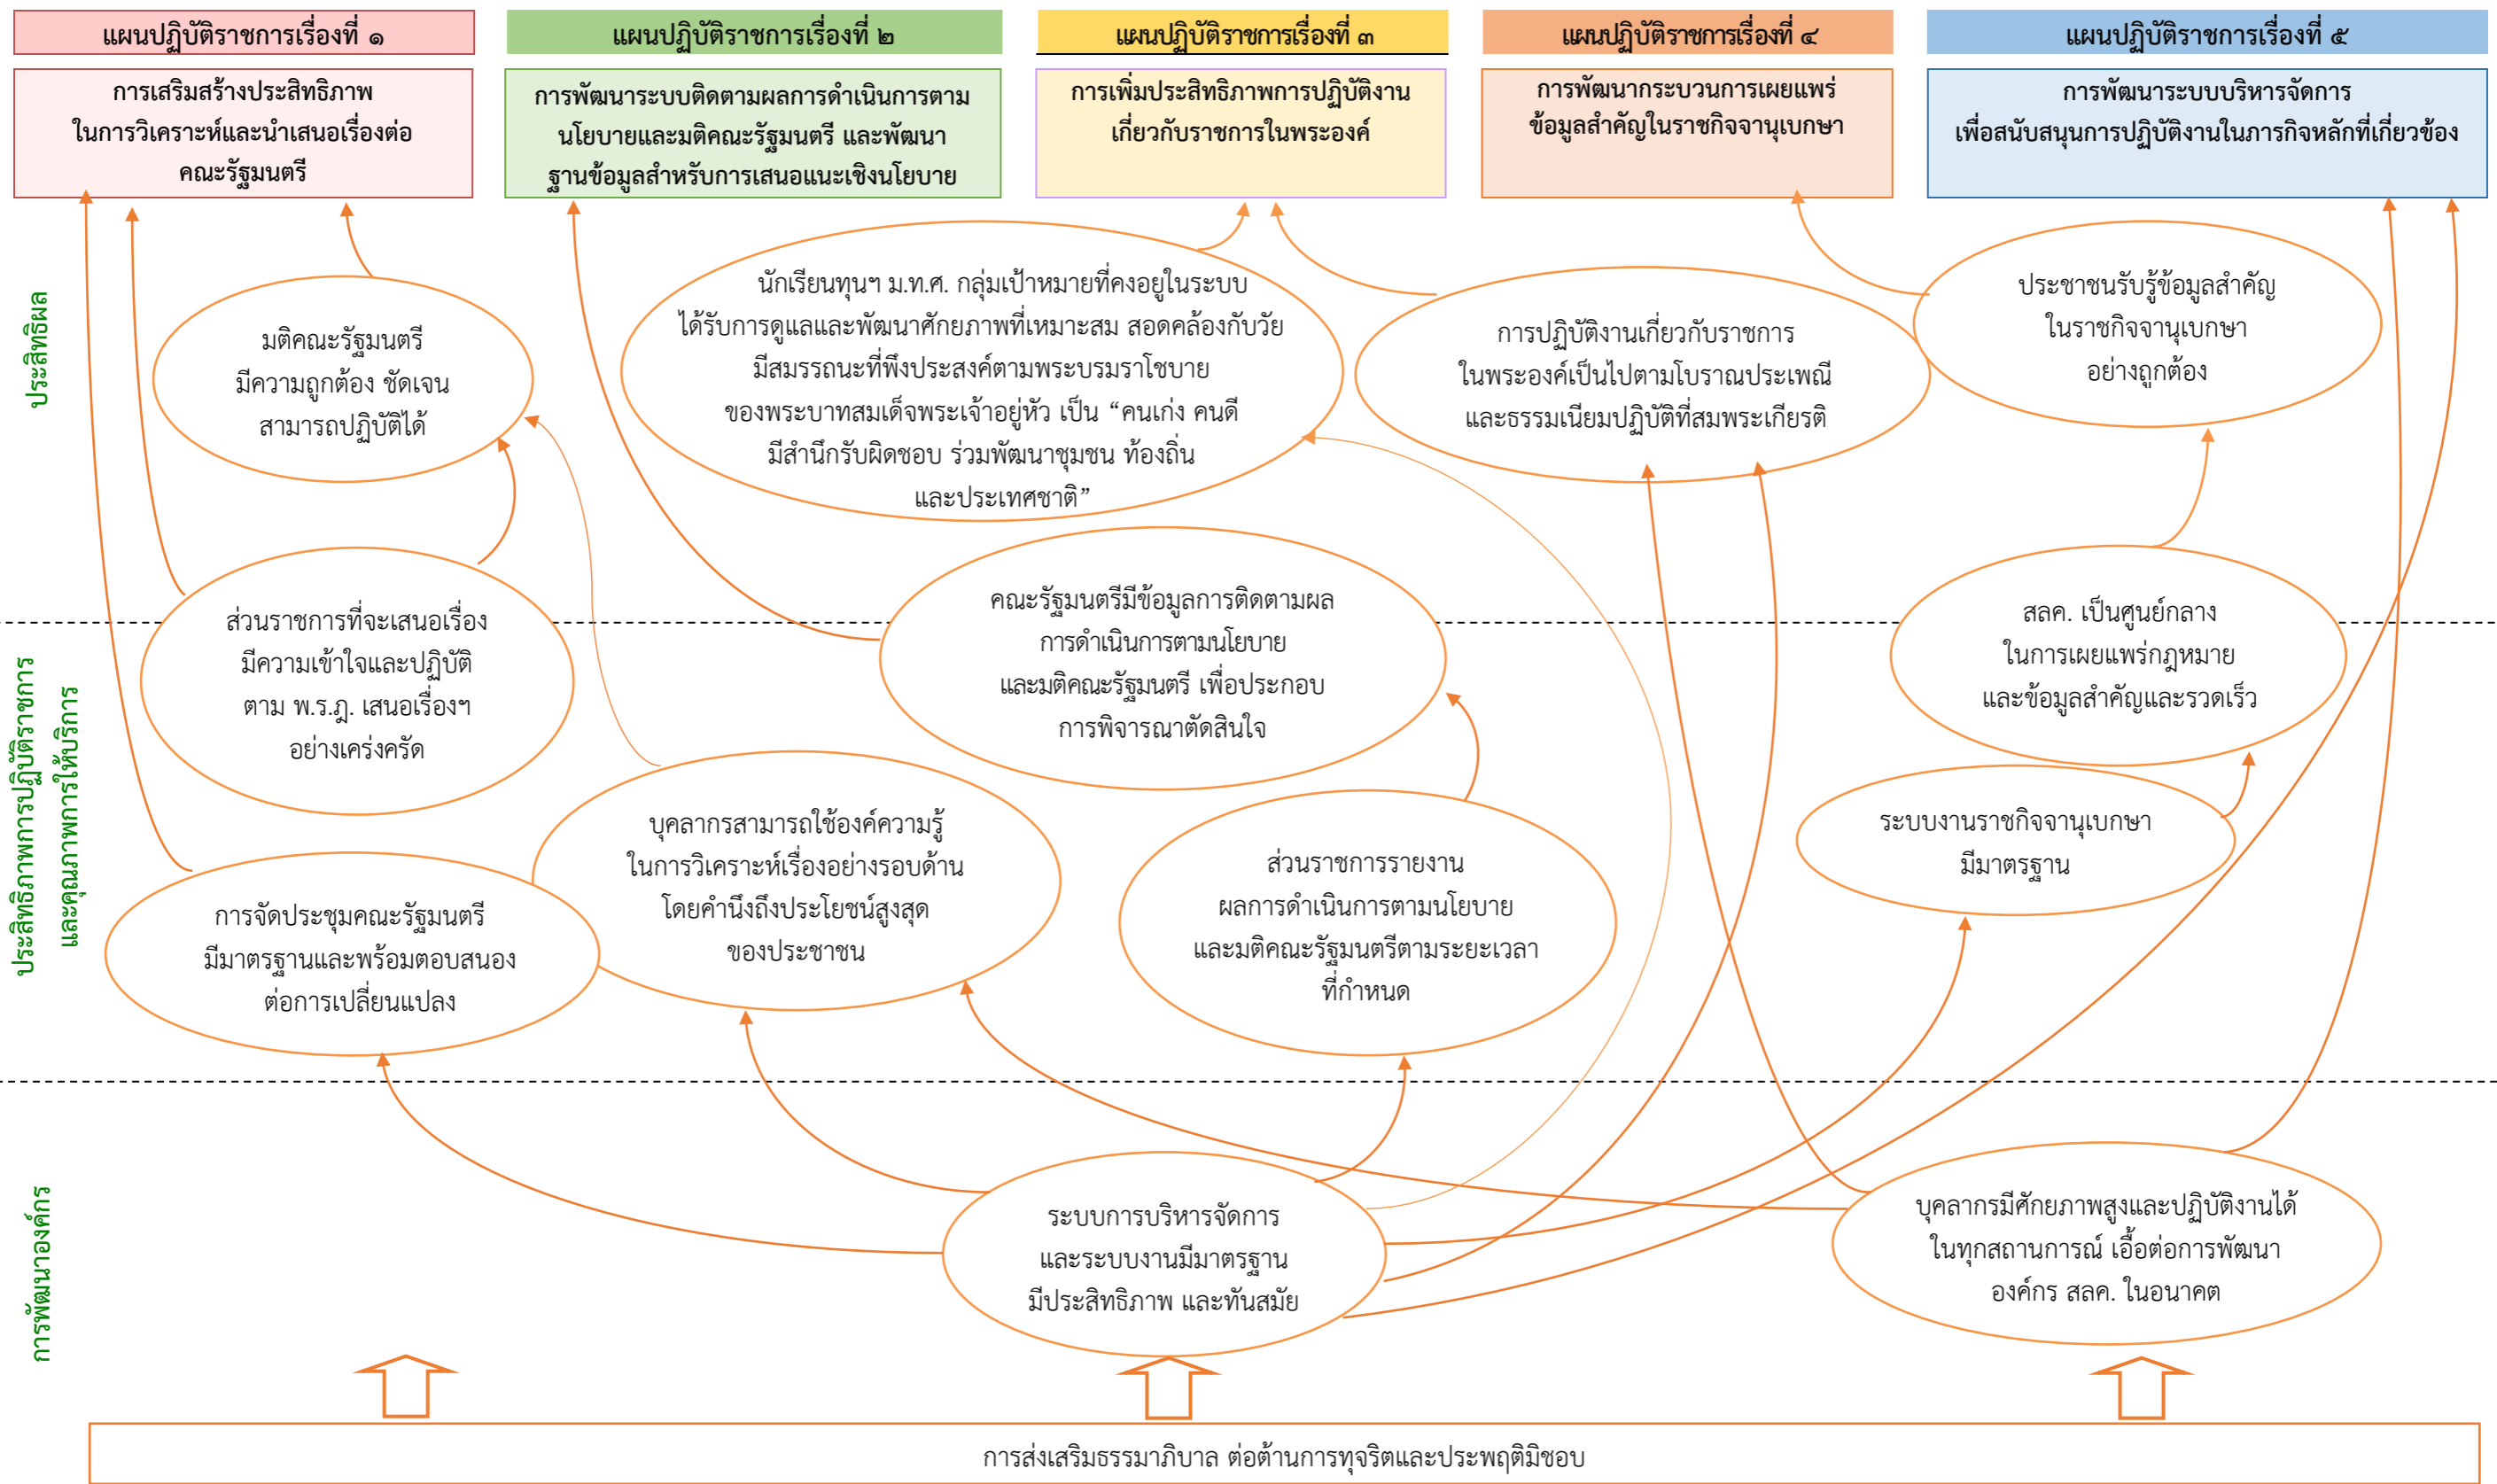 แผนปฏิบัติราชการเรื่องที่ ๑
แผนปฏิบัติราชการเรื่องที่ ๒
แผนปฏิบัติราชการเรื่องที่ ๓
แผนปฏิบัติราชการเรื่องที่ ๔
แผนปฏิบัติราชการเรื่องที่ ๕
การเสริมสร้างประสิทธิภาพ
ในการวิเคราะห์และนำเสนอเรื่องต่อ
คณะรัฐมนตรี
การพัฒนาระบบติดตามผลการดำเนินการตาม
นโยบายและมติคณะรัฐมนตรี และพัฒนา
ฐานข้อมูลสำหรับการเสนอแนะเชิงนโยบาย
การเพิ่มประสิทธิภาพการปฏิบัติงาน
เกี่ยวกับราชการในพระองค์
การพัฒนากระบวนการเผยแพร่
ข้อมูลสำคัญในราชกิจจานุเบกษา
การพัฒนาระบบบริหารจัดการ
เพื่อสนับสนุนการปฏิบัติงานในภารกิจหลักที่เกี่ยวข้อง
ประสิทธิผล
มติคณะรัฐมนตรี
มีความถูกต้อง ชัดเจน
สามารถปฏิบัติได้
นักเรียนทุนฯ ม.ท.ศ. กลุ่มเป้าหมายที่คงอยู่ในระบบ
ได้รับการดูแลและพัฒนาศักยภาพที่เหมาะสม สอดคล้องกับวัย
มีสมรรถนะที่พึงประสงค์ตามพระบรมราโชบาย
ของพระบาทสมเด็จพระเจ้าอยู่หัว เป็น “คนเก่ง คนดี
มีสำนึกรับผิดชอบ ร่วมพัฒนาชุมชน ท้องถิ่น
และประเทศชาติ”
การปฏิบัติงานเกี่ยวกับราชการ
ในพระองค์เป็นไปตามโบราณประเพณี
และธรรมเนียมปฏิบัติที่สมพระเกียรติ
ประชาชนรับรู้ข้อมูลสำคัญ
ในราชกิจจานุเบกษา
อย่างถูกต้อง
ประสิทธิภาพการปฏิบัติราชการ
และคุณภาพการให้บริการ
ส่วนราชการที่จะเสนอเรื่อง
มีความเข้าใจและปฏิบัติ
ตาม พ.ร.ฎ. เสนอเรื่องฯ
อย่างเคร่งครัด
คณะรัฐมนตรีมีข้อมูลการติดตามผล
การดำเนินการตามนโยบาย
และมติคณะรัฐมนตรี เพื่อประกอบ
การพิจารณาตัดสินใจ
สลค. เป็นศูนย์กลาง
ในการเผยแพร่กฎหมาย
และข้อมูลสำคัญและรวดเร็ว
การจัดประชุมคณะรัฐมนตรี
มีมาตรฐานและพร้อมตอบสนอง
ต่อการเปลี่ยนแปลง
บุคลากรสามารถใช้องค์ความรู้
ในการวิเคราะห์เรื่องอย่างรอบด้าน
โดยคำนึงถึงประโยชน์สูงสุด
ของประชาชน
ส่วนราชการรายงาน
ผลการดำเนินการตามนโยบาย
และมติคณะรัฐมนตรีตามระยะเวลา
ที่กำหนด
ระบบงานราชกิจจานุเบกษา
มีมาตรฐาน
การพัฒนาองค์กร
ระบบการบริหารจัดการ
และระบบงานมีมาตรฐาน
มีประสิทธิภาพ และทันสมัย
บุคลากรมีศักยภาพสูงและปฏิบัติงานได้
ในทุกสถานการณ์ เอื้อต่อการพัฒนา
องค์กร สลค. ในอนาคต
การส่งเสริมธรรมาภิบาล ต่อต้านการทุจริตและประพฤติมิชอบ